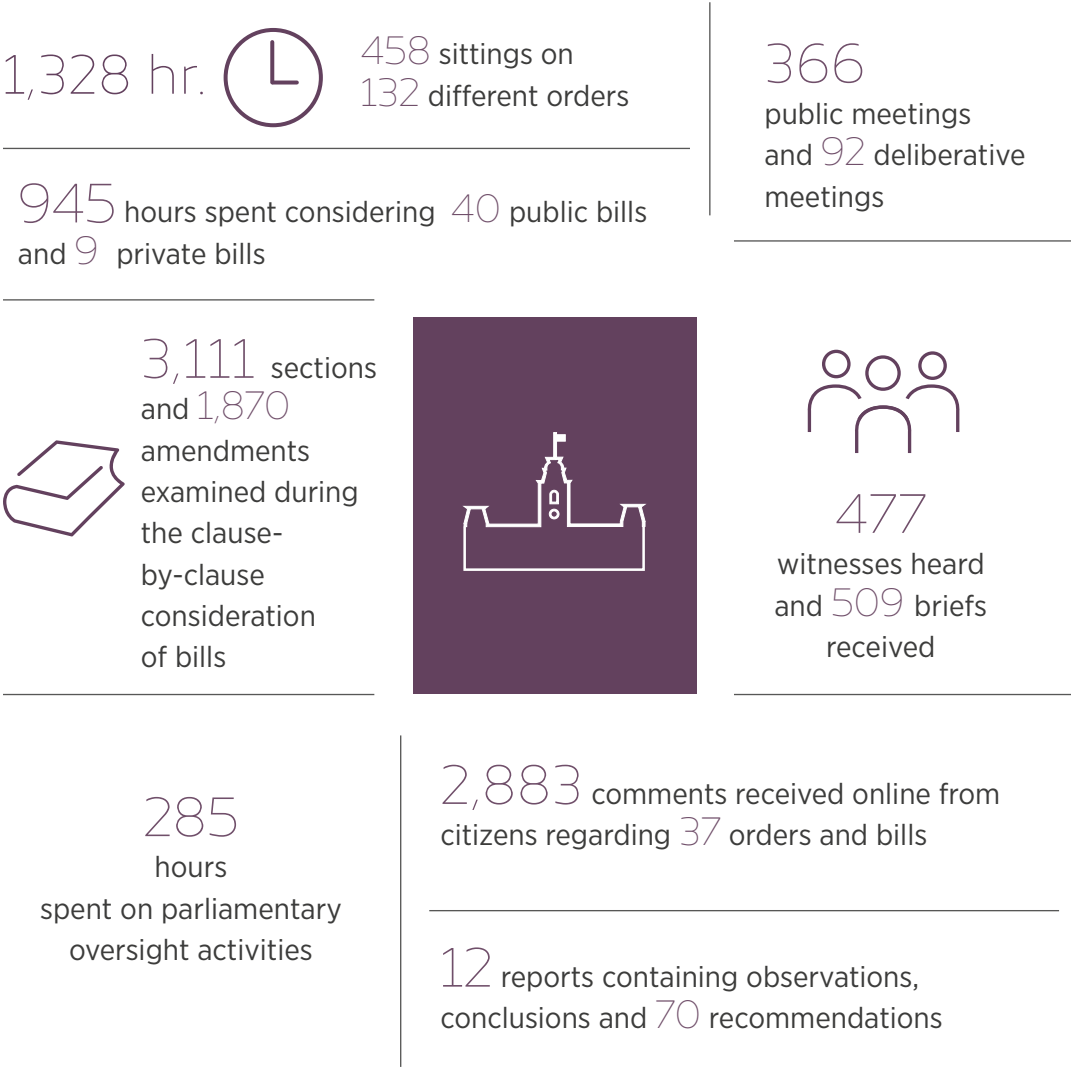 1,328 hr.
458 sittings on
132 different orders
366
public meetings
and 92 deliberative
meetings
945 hours spent considering 40 public bills
and 9 private bills
3,111 sections
and 1,870
amendments
examined during
the clause-
by-clause
consideration
of bills
477
witnesses heard
and 509 briefs
received
285
hours
spent on parliamentary
oversight activities
2,883 comments received online from
citizens regarding 37 orders and bills
12 reports containing observations,
conclusions and 70 recommendations